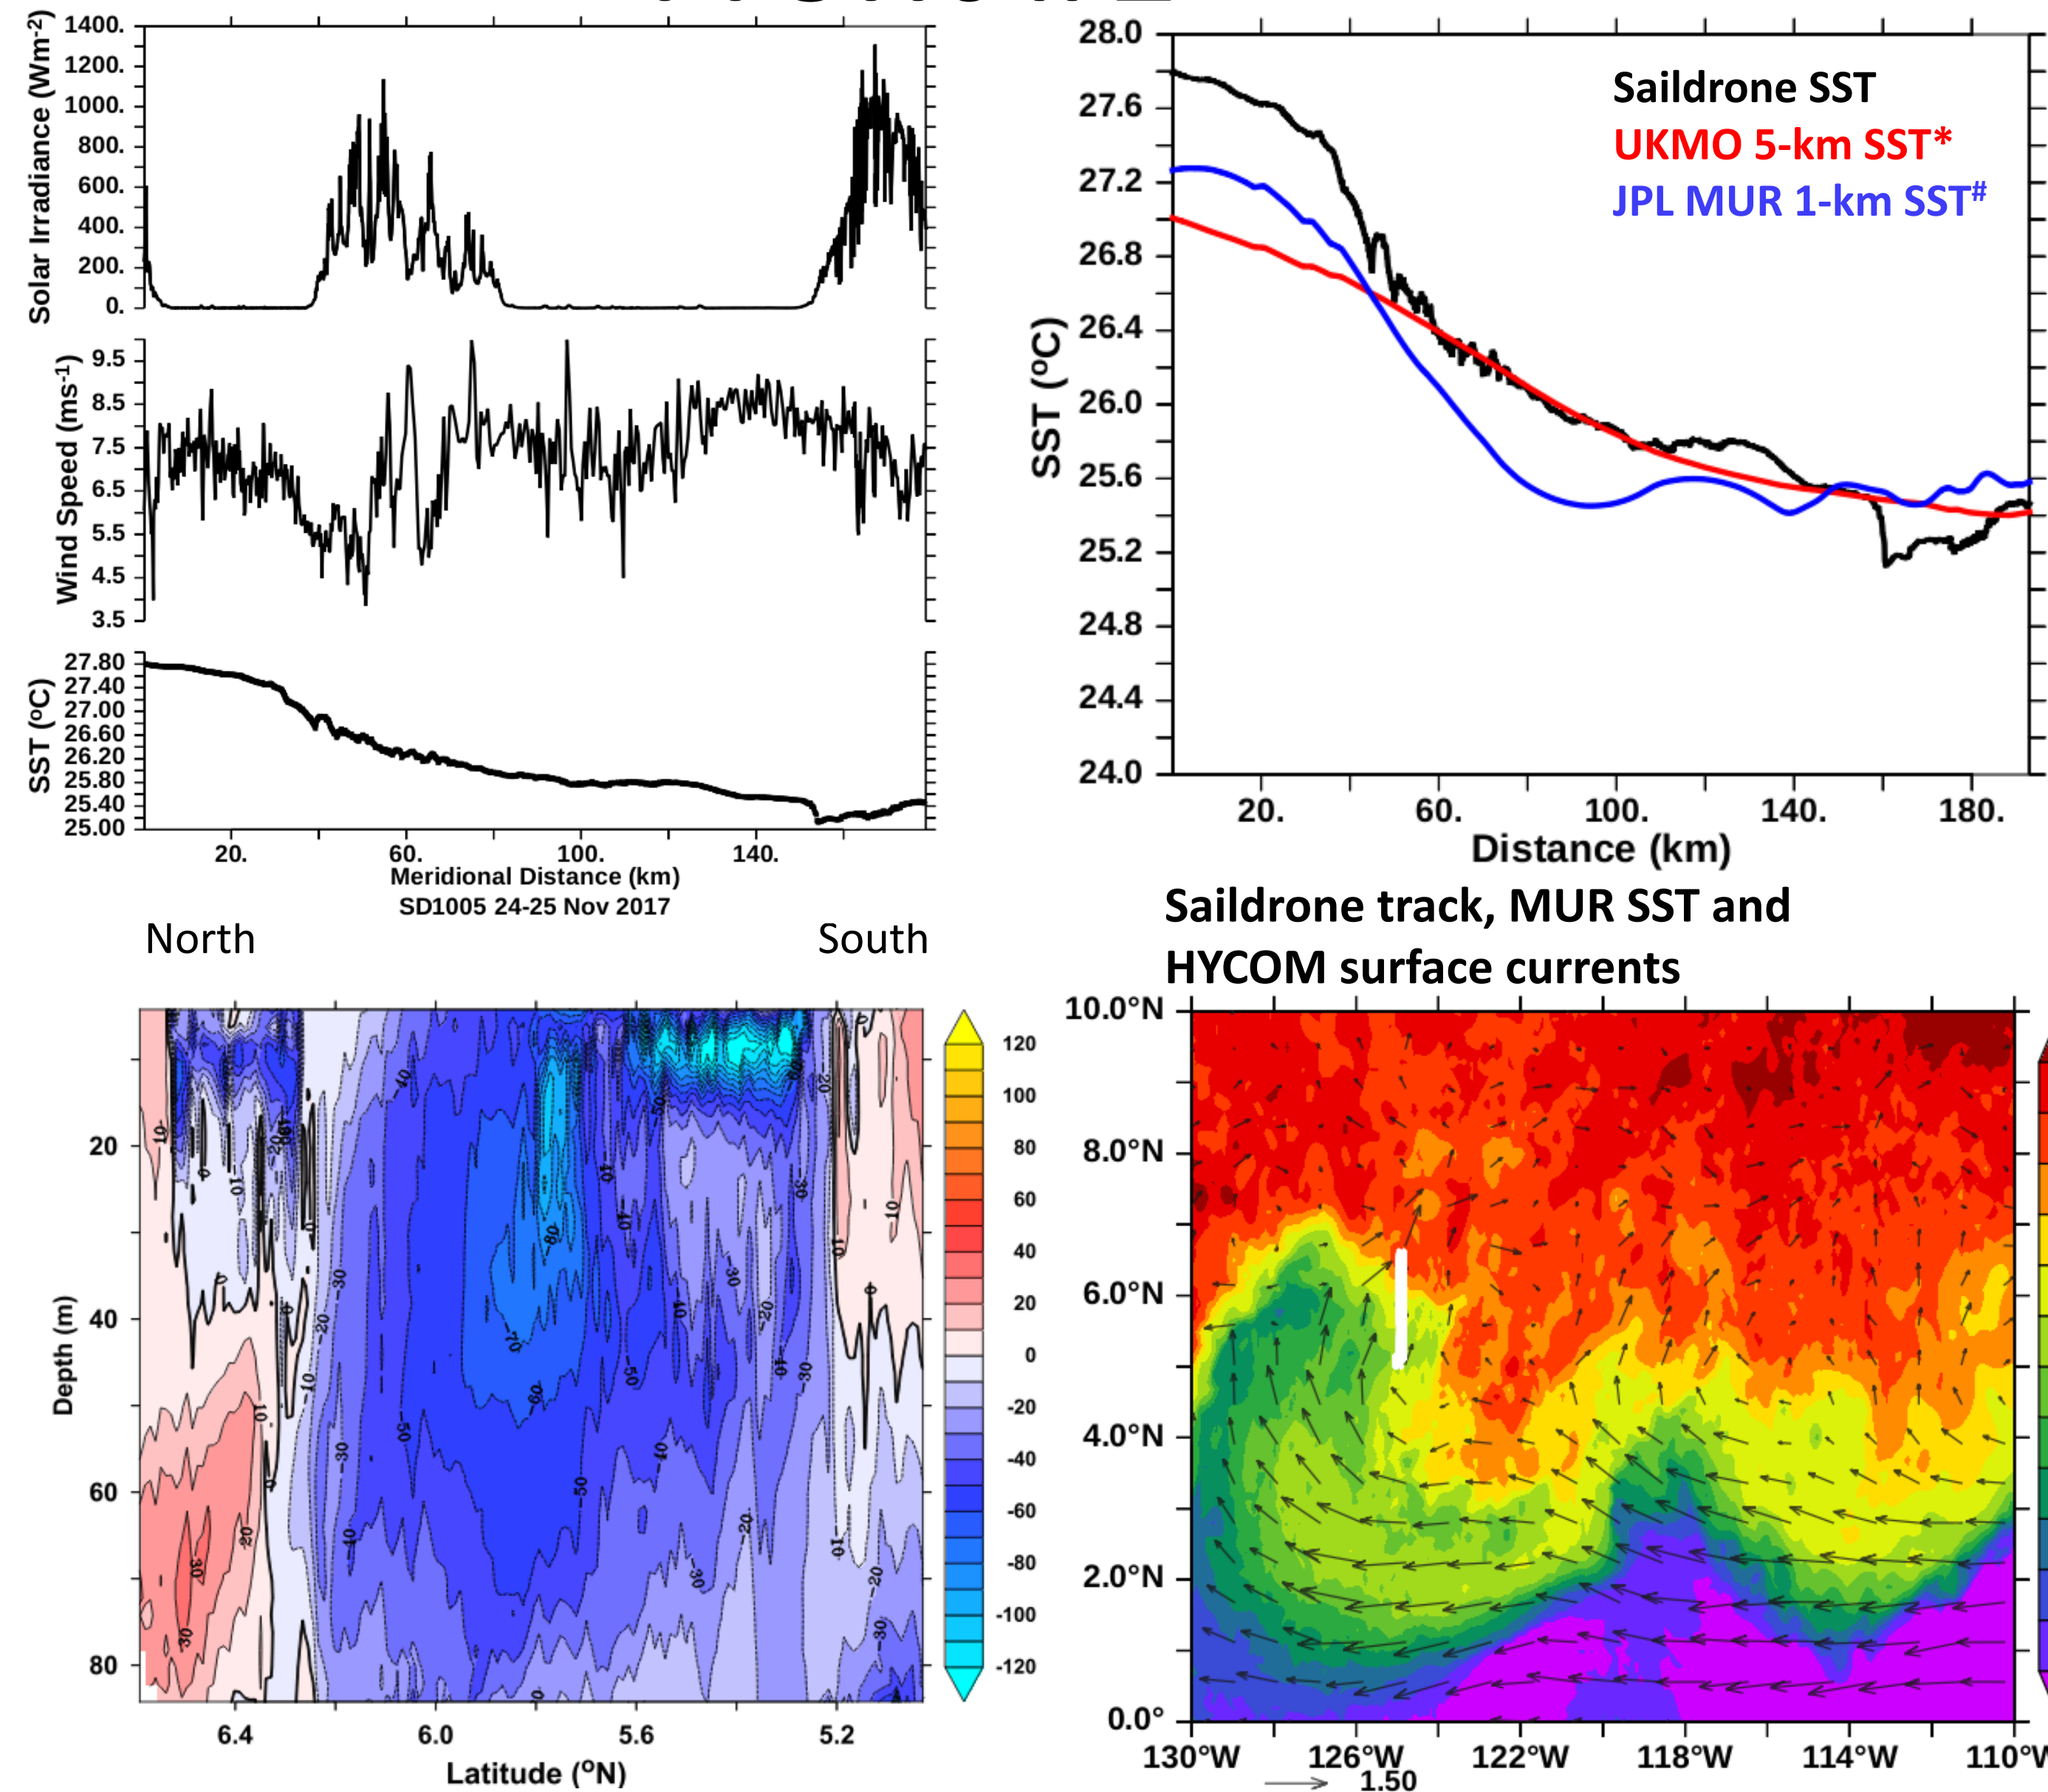 Solar Irradiance (Wm-2)
1400.
1200.
1000.
800.
600.
400.
200.
0.
Wind Speed (ms-1)
9.5
8.5
7.5
6.5
5.5
4.5
3.5
SST (oC)
27.80
27.40
27.00
26.60
26.20
25.80
25.40
25.00
20. 60. 100. 140.
Meridional Distance (km)
SD1005 24-25 Nov 2017
North South
SST (oC)
28.0
27.6
27.2
26.8
26.4
26.0
25.6
25.2
24.8
24.4
24.0
Saildrone SST
UKMO 5-km SST*
JPL MUR 1-km SST#
20. 60. 100. 140. 180.
Distance (km)
Depth (m)
20
40
60
80
6.4 6.0 5.6 5.2
Latitude (oN)
120
100
80
60
40
20
0
-20
-40
-60
-80
-100
-120
Saildrone track, MUR SST and
HYCOM surface currents
10.0°N
8.0°N
6.0°N
4.0°N
2.0°N
0.0°
130°W 126°W 122°W 118°W 114°W 110°W
1.50